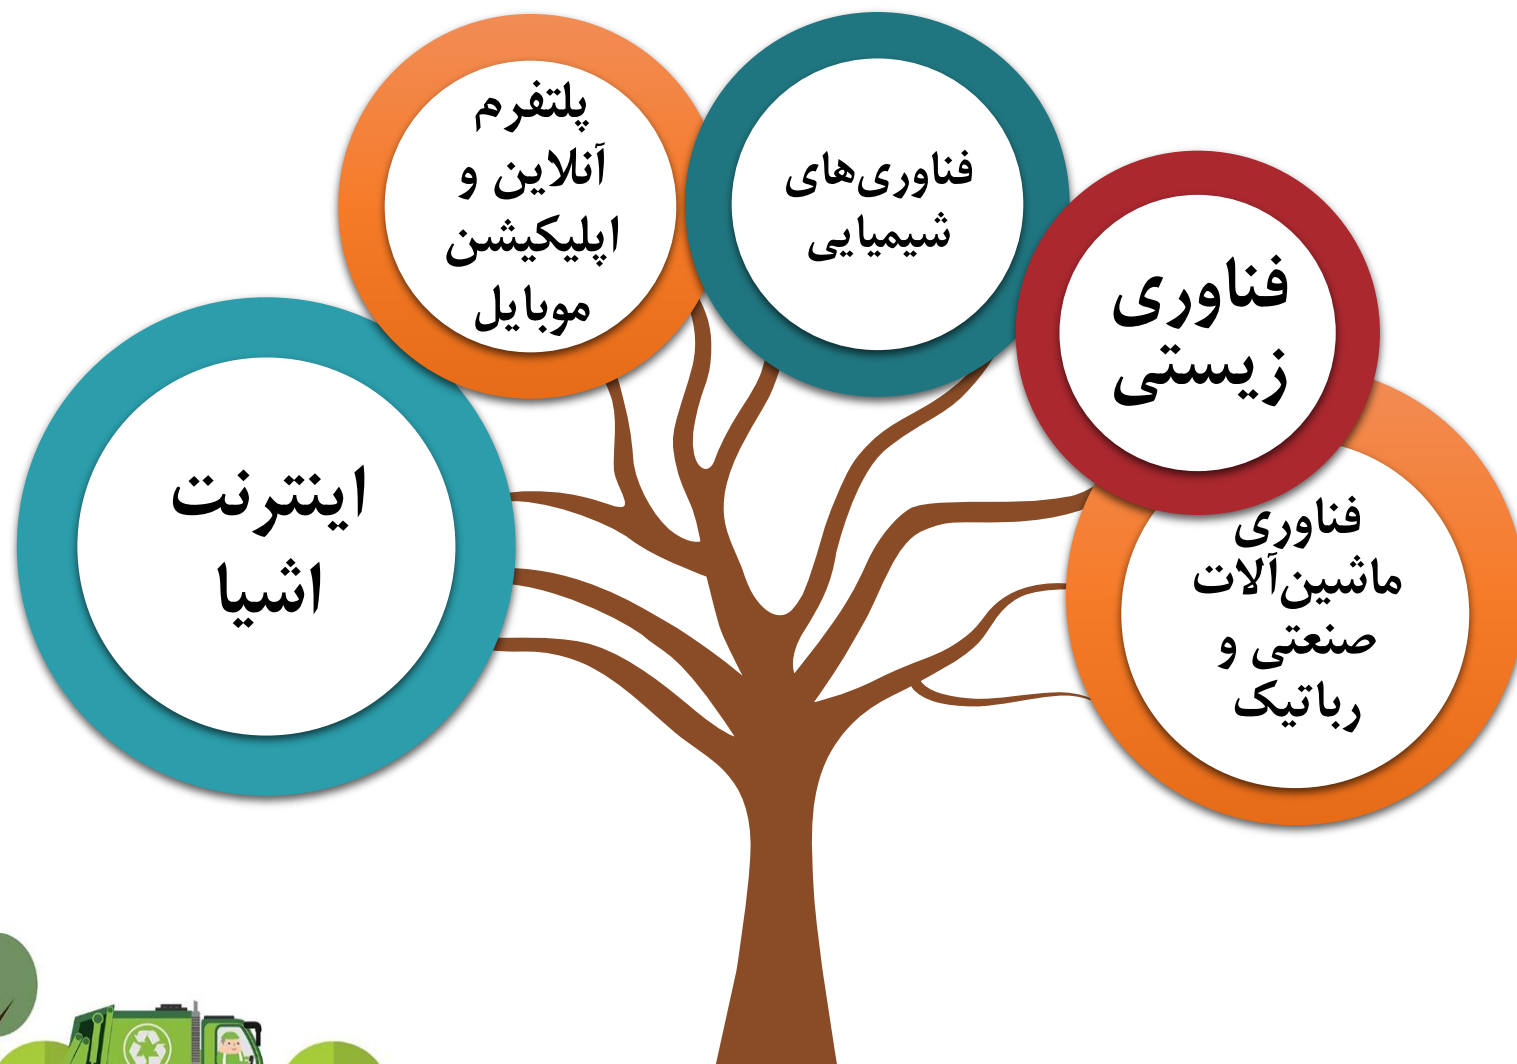 پلتفرم
آنلاین و
اپلیکیشن
موبایل
فناوری‌های
شیمیایی
فناوری
زیستی
اینترنت
اشیا
فناوری
ماشین‌آلات
صنعتی و
رباتیک